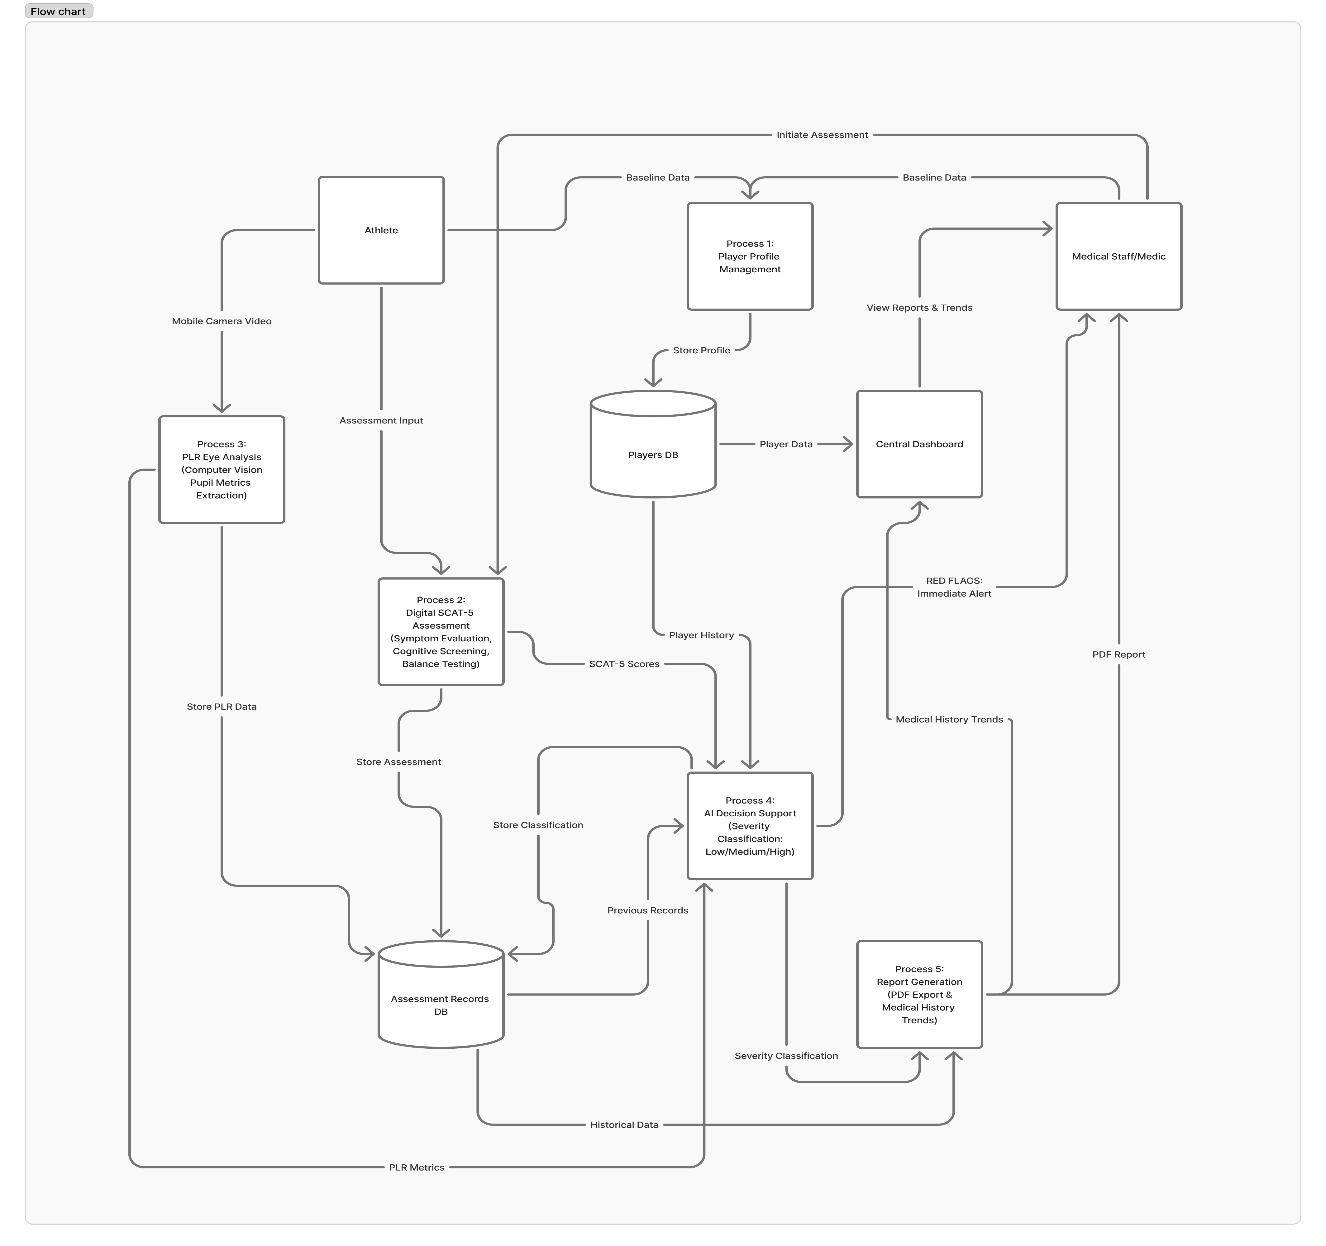 Flow chart
Initiate Assessment
Baseline Data
Baseline Data
Athlete
Process 1:
Player Profile
Management
Medical Staff/Medic
View Reports & Trends
Mobile Camera Video
Store Profile
Assessment Input
Process 3:
PLR Eye Analysis
(Computer Vision
Pupil Metrics
Extraction)
Players DB
Player Data
Central Dashboard
RED FLAGS:
Immediate Alert
Process 2:
Digital SCAT-5
Assessment
(Symptom Evaluation,
Cognitive Screening,
Balance Testing)
Player History
SCAT-5 Scores
PDF Report
Store PLR Data
Medical History Trends
Store Assessment
Process 4:
AI Decision Support
(Severity
Classification:
Low/Medium/High)
Store Classification
Previous Records
Assessment Records
DB
Process 5:
Report Generation
(PDF Export &
Medical History
Trends)
Severity Classification
Historical Data
PLR Metrics